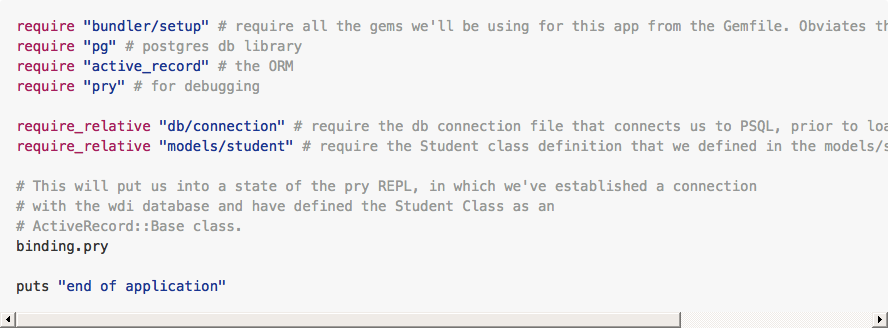 require "bundler/setup" # require all the gems we'll be using for this app from the Gemfile. Obviates
require "pg" # postgres db library
require "active_record" # the ORM
require "pry" # for debugging
require_relative "db/connection" # require the db connection file that connects us to PSQL, prior to
require_relative "models/student" # require the Student class definition that we defined in the
# This will put us into a state of the pry REPL, in which we've established a connection
# with the wdi database and have defined the Student Class as an
# ActiveRecord::Base class.
binding.pry
puts "end of application"